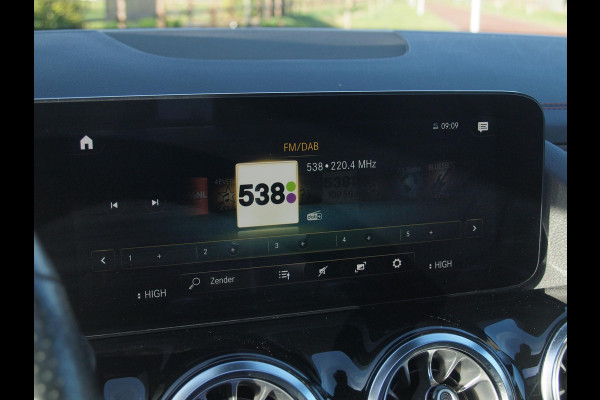 09:09
FM/DAB
538•220.4 MHz
538
1 + 2 + 3 + 4 + 5 +
Zender
HIGH
HIGH